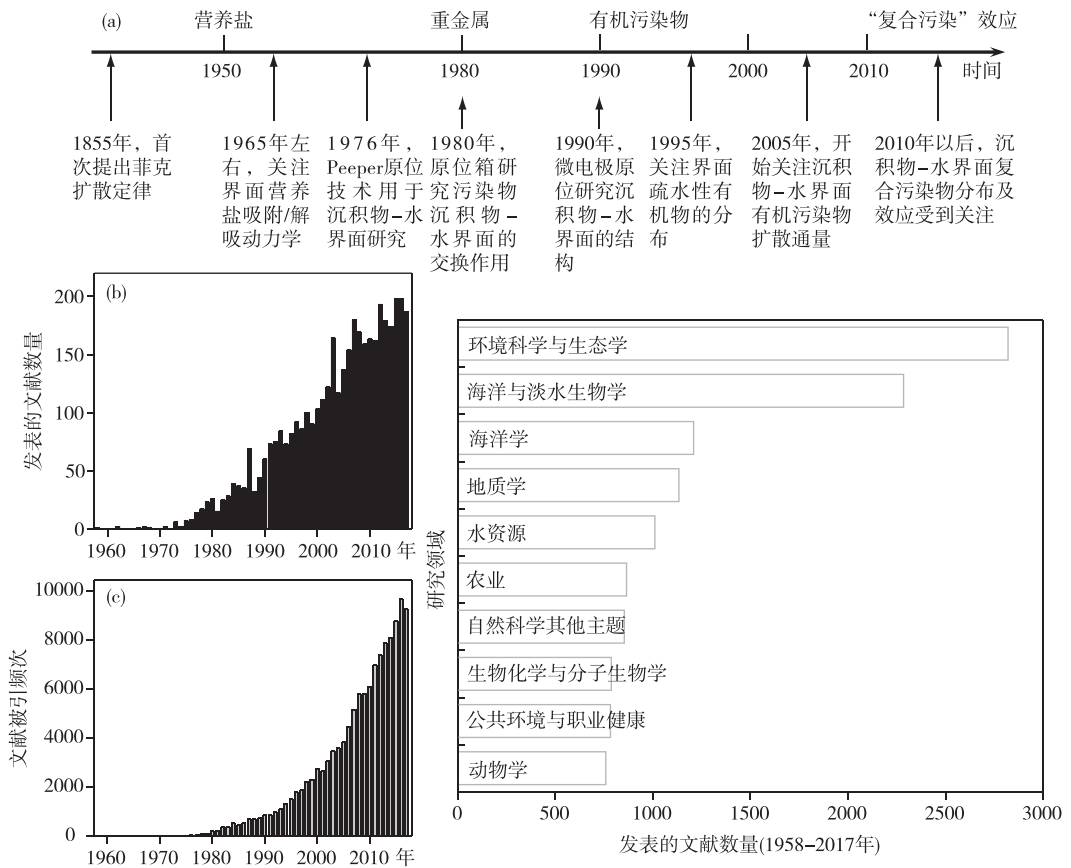 (a)
营养盐 重金属 有机污染物 “复合污染”效应
1950 1980 1990 2000 2010 时间
1855年，首
次提出菲克
扩散定律
1965年左
右，关注
界面营养
盐吸附/解
吸动力学
1976年，
Peeper原位
技术用于
沉积物-水
界面研究
1980年，
原位箱研
究污染物
沉积物-
水界面的
交换作用
1990年，
微电极原
位研究沉
积物-水
界面的结
构
1995年，
关注界面
疏水性有
机物的分
布
2005年，开
始关注沉积
物-水界面
有机污染物
扩散通量
2010年以后，沉
积物-水界面复
合污染物分布及
效应受到关注
(b)
发表的文献数量
200
150
100
50
0
1960 1970 1980 1990 2000 2010 年
(c)
文献被引频次
10000
8000
6000
4000
2000
0
1960 1970 1980 1990 2000 2010 年
研究领域
环境科学与生态学
海洋与淡水生物学
海洋学
地质学
水资源
农业
自然科学其他主题
生物化学与分子生物学
公共环境与职业健康
动物学
0 500 1000 1500 2000 2500 3000
发表的文献数量(1958-2017年)